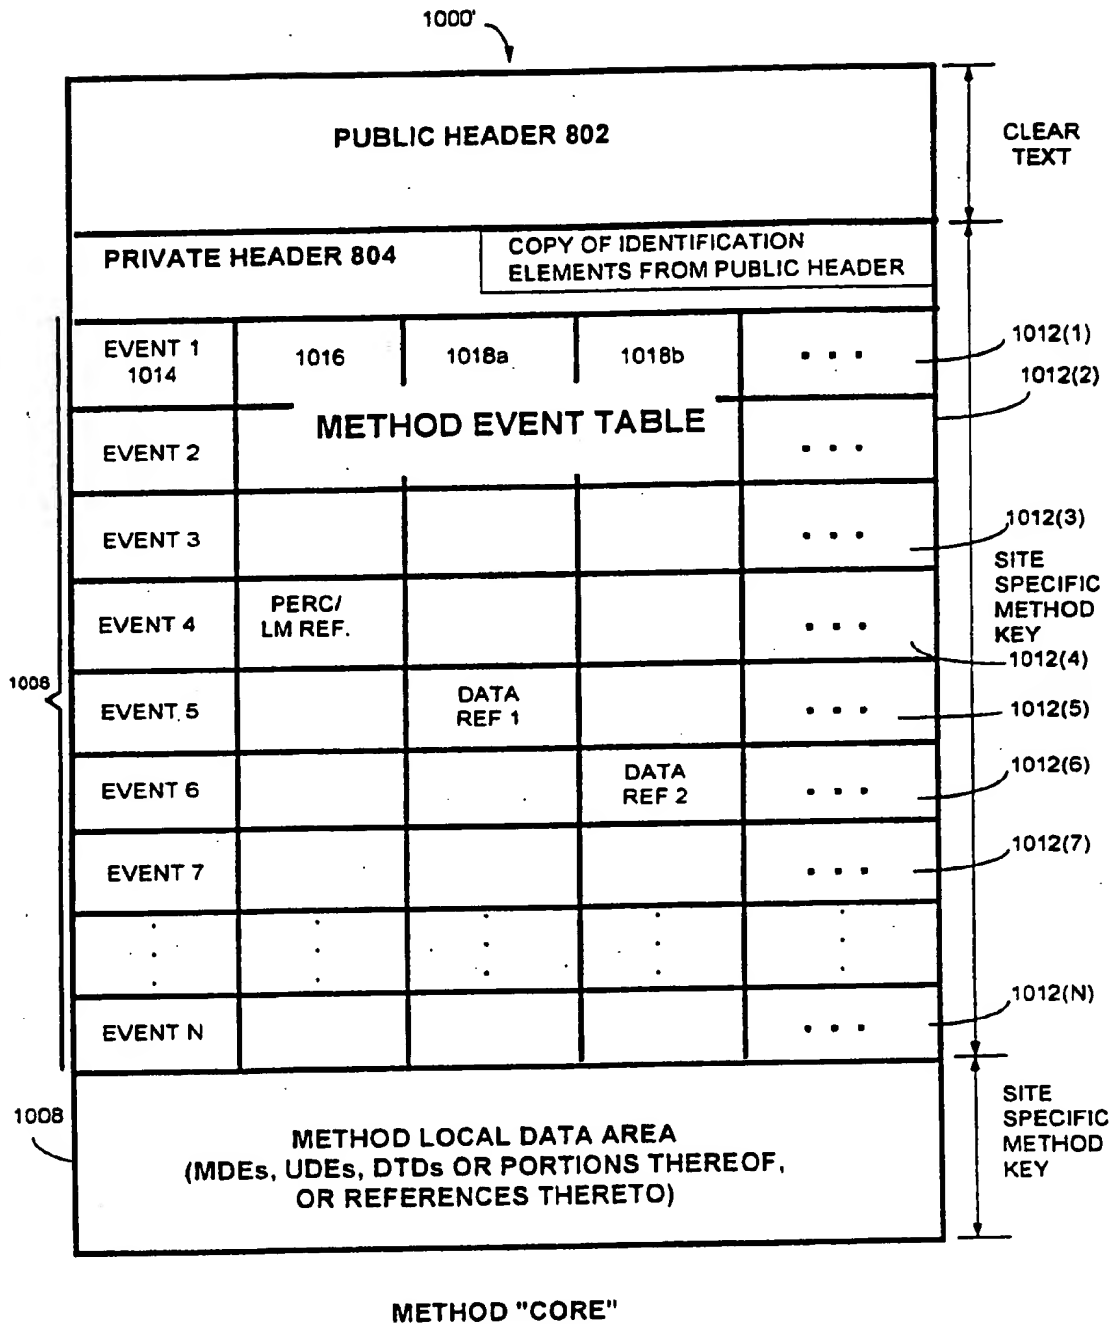 1000'
PUBLIC HEADER 802
CLEAR
TEXT
PRIVATE HEADER 804
COPY OF IDENTIFICATION
ELEMENTS FROM PUBLIC HEADER
EVENT 1
1014
1016
1018a
1018b
• • •
1012(1)
1012(2)
METHOD EVENT TABLE
EVENT 2
• • •
EVENT 3
• • •
1012(3)
SITE
SPECIFIC
METHOD
KEY
EVENT 4
PERC/
LM REF.
• • •
1012(4)
1008
EVENT 5
DATA
REF 1
• • •
1012(5)
EVENT 6
DATA
REF 2
• • •
1012(6)
EVENT 7
• • •
1012(7)
EVENT N
• • •
1012(N)
1008
METHOD LOCAL DATA AREA
(MDEs, UDEs, DTDs OR PORTIONS THEREOF,
OR REFERENCES THERETO)
SITE
SPECIFIC
METHOD
KEY
METHOD "CORE"